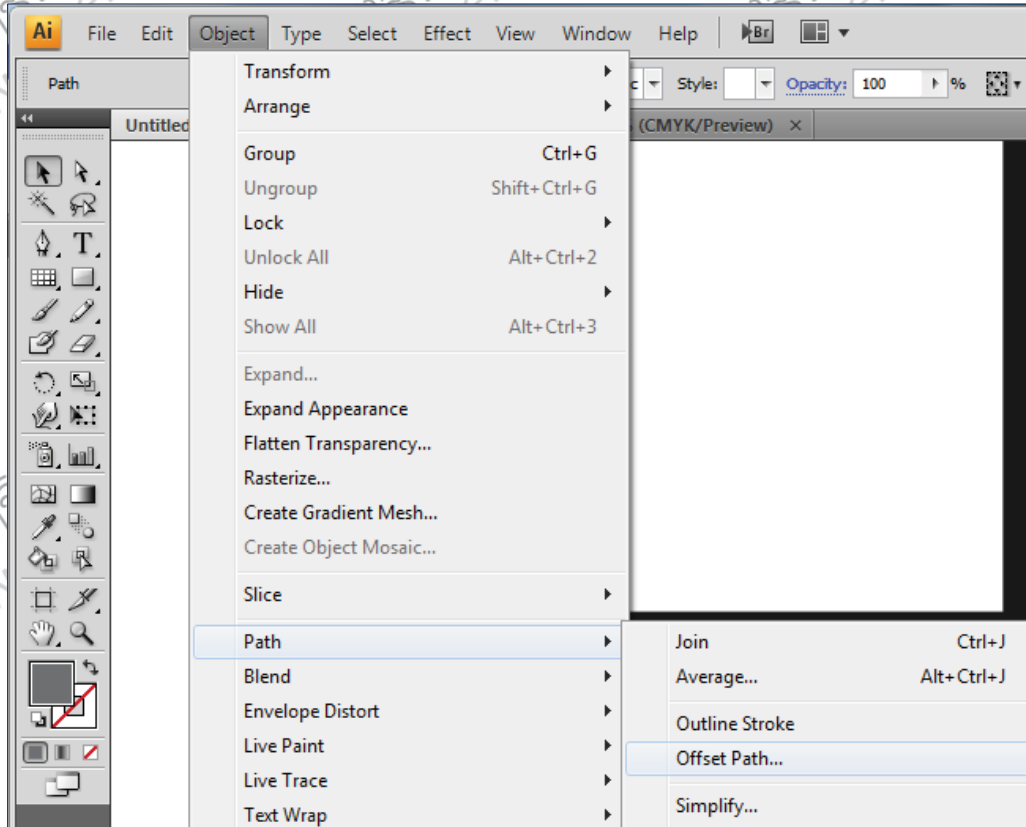 Ai File Edit Object Type Select Effect View Window Help Br
Path c Style: Opacity: 100 %
Untitled (CMYK/Preview) ×
Transform
Arrange
Group Ctrl+G
Ungroup Shift+Ctrl+G
Lock
Unlock All Alt+Ctrl+2
Hide
Show All Alt+Ctrl+3
Expand...
Expand Appearance
Flatten Transparency...
Rasterize...
Create Gradient Mesh...
Create Object Mosaic...
Slice
Path
Blend
Envelope Distort
Live Paint
Live Trace
Text Wrap
Join Ctrl+J
Average... Alt+Ctrl+J
Outline Stroke
Offset Path...
Simplify...